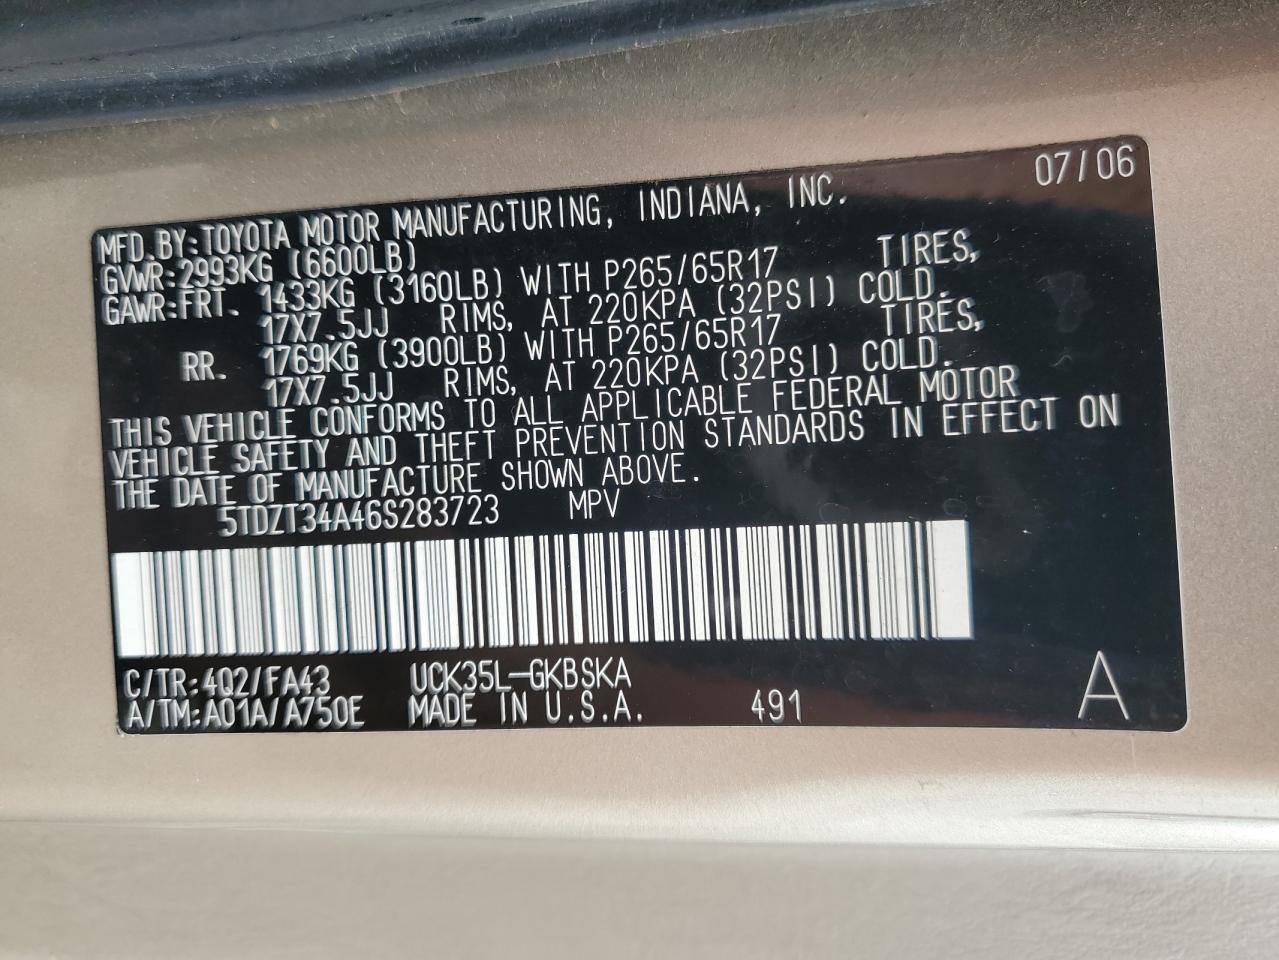 07/06
MFD.BY:TOYOTA MOTOR MANUFACTURING, INDIANA, INC.
GVWR:2993KG (6600LB)
GAWR:FRT. 1433KG (3160LB) WITH P265/65R17 TIRES,
17X7.5JJ RIMS, AT 220KPA (32PSI) COLD.
RR. 1769KG (3900LB) WITH P265/65R17 TIRES,
17X7.5JJ RIMS, AT 220KPA (32PSI) COLD.
THIS VEHICLE CONFORMS TO ALL APPLICABLE FEDERAL MOTOR
VEHICLE SAFETY AND THEFT PREVENTION STANDARDS IN EFFECT ON
THE DATE OF MANUFACTURE SHOWN ABOVE.
5TDZT34A46S283723 MPV
C/TR:4Q2/FA43 UCK35L-GKBSKA
A/TM:A01A/A750E MADE IN U.S.A. 491 A